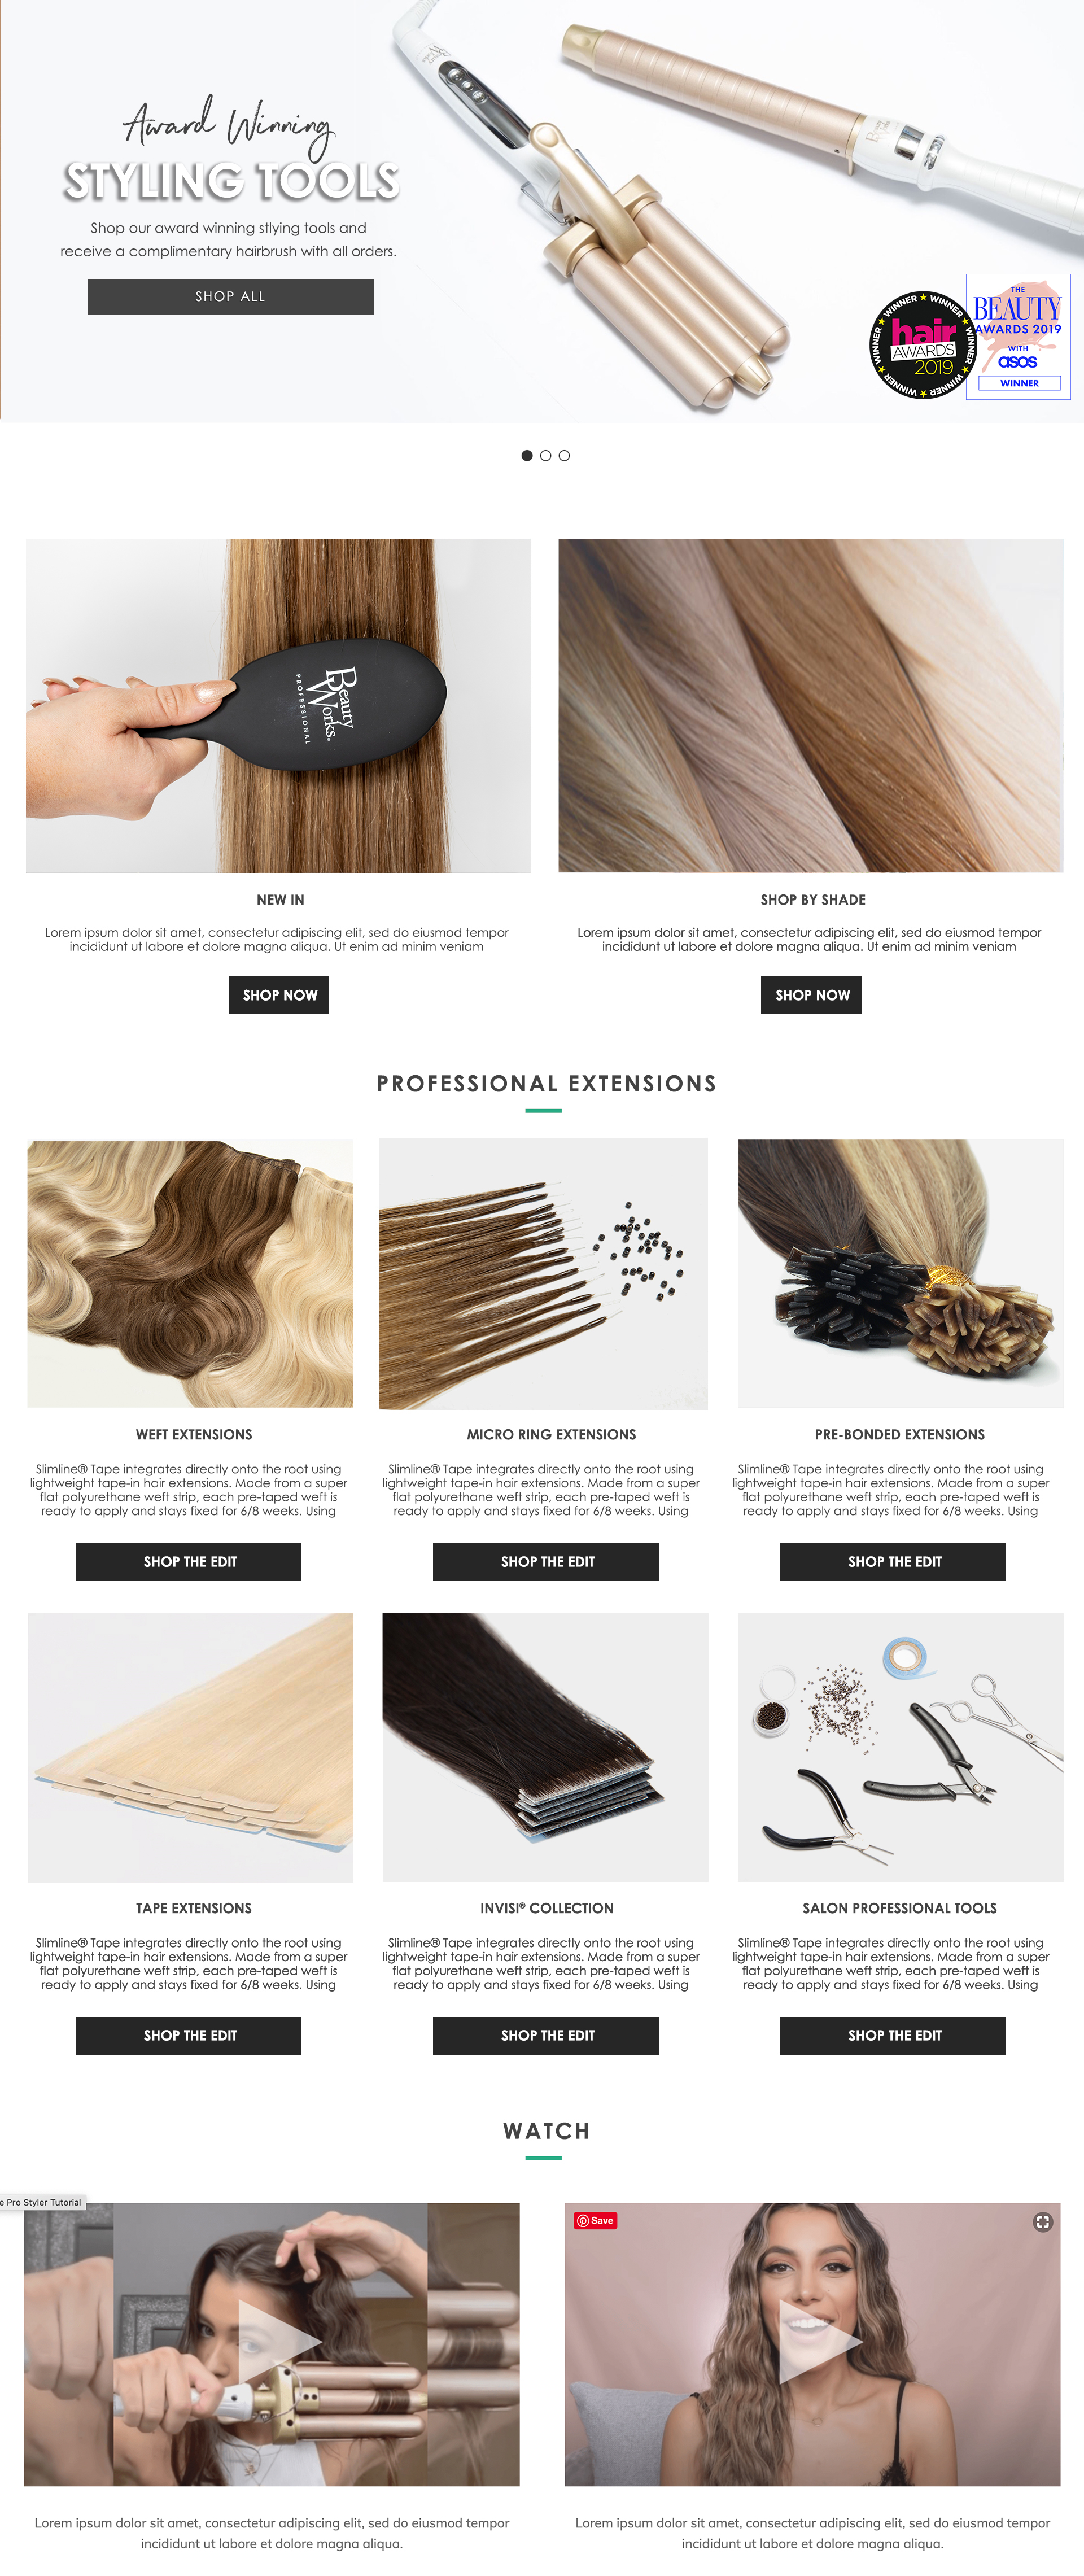 Award Winning
STYLING TOOLS
Shop our award winning stlying tools and
receive a complimentary hairbrush with all orders.
SHOP ALL
WINNER ★ WINNER ★ WINNER ★ WINNER ★ WINNER
hair
AWARDS
2019
THE
BEAUTY
AWARDS 2019
WITH
asos
WINNER
Beauty
Works.
PROFESSIONAL
NEW IN
Lorem ipsum dolor sit amet, consectetur adipiscing elit, sed do eiusmod tempor
incididunt ut labore et dolore magna aliqua. Ut enim ad minim veniam
SHOP NOW
SHOP BY SHADE
Lorem ipsum dolor sit amet, consectetur adipiscing elit, sed do eiusmod tempor
incididunt ut labore et dolore magna aliqua. Ut enim ad minim veniam
SHOP NOW
PROFESSIONAL EXTENSIONS
WEFT EXTENSIONS
Slimline® Tape integrates directly onto the root using
lightweight tape-in hair extensions. Made from a super
flat polyurethane weft strip, each pre-taped weft is
ready to apply and stays fixed for 6/8 weeks. Using
SHOP THE EDIT
MICRO RING EXTENSIONS
Slimline® Tape integrates directly onto the root using
lightweight tape-in hair extensions. Made from a super
flat polyurethane weft strip, each pre-taped weft is
ready to apply and stays fixed for 6/8 weeks. Using
SHOP THE EDIT
PRE-BONDED EXTENSIONS
Slimline® Tape integrates directly onto the root using
lightweight tape-in hair extensions. Made from a super
flat polyurethane weft strip, each pre-taped weft is
ready to apply and stays fixed for 6/8 weeks. Using
SHOP THE EDIT
TAPE EXTENSIONS
Slimline® Tape integrates directly onto the root using
lightweight tape-in hair extensions. Made from a super
flat polyurethane weft strip, each pre-taped weft is
ready to apply and stays fixed for 6/8 weeks. Using
SHOP THE EDIT
INVISI® COLLECTION
Slimline® Tape integrates directly onto the root using
lightweight tape-in hair extensions. Made from a super
flat polyurethane weft strip, each pre-taped weft is
ready to apply and stays fixed for 6/8 weeks. Using
SHOP THE EDIT
SALON PROFESSIONAL TOOLS
Slimline® Tape integrates directly onto the root using
lightweight tape-in hair extensions. Made from a super
flat polyurethane weft strip, each pre-taped weft is
ready to apply and stays fixed for 6/8 weeks. Using
SHOP THE EDIT
WATCH
e Pro Styler Tutorial
Save
Lorem ipsum dolor sit amet, consectetur adipiscing elit, sed do eiusmod tempor
incididunt ut labore et dolore magna aliqua.
Lorem ipsum dolor sit amet, consectetur adipiscing elit, sed do eiusmod tempor
incididunt ut labore et dolore magna aliqua.